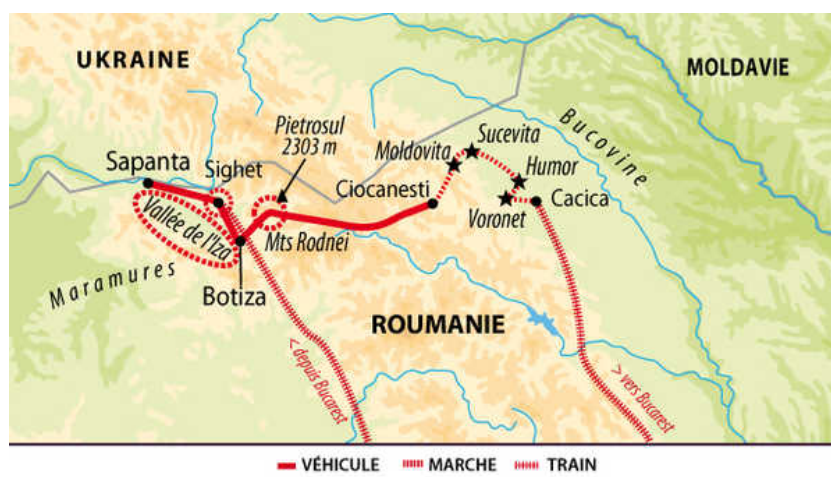 UKRAINE
MOLDAVIE
Pietrosul
2303 m
Sucevita
Bucovine
Moldovita
Sapanta
Sighet
Humor
Ciocanesti
Cacica
Voronet
Vallée de l'Iza
Mts Rodnei
Maramures
Botiza
ROUMANIE
< depuis Bucarest
> vers Bucarest
VÉHICULE
MARCHE
TRAIN